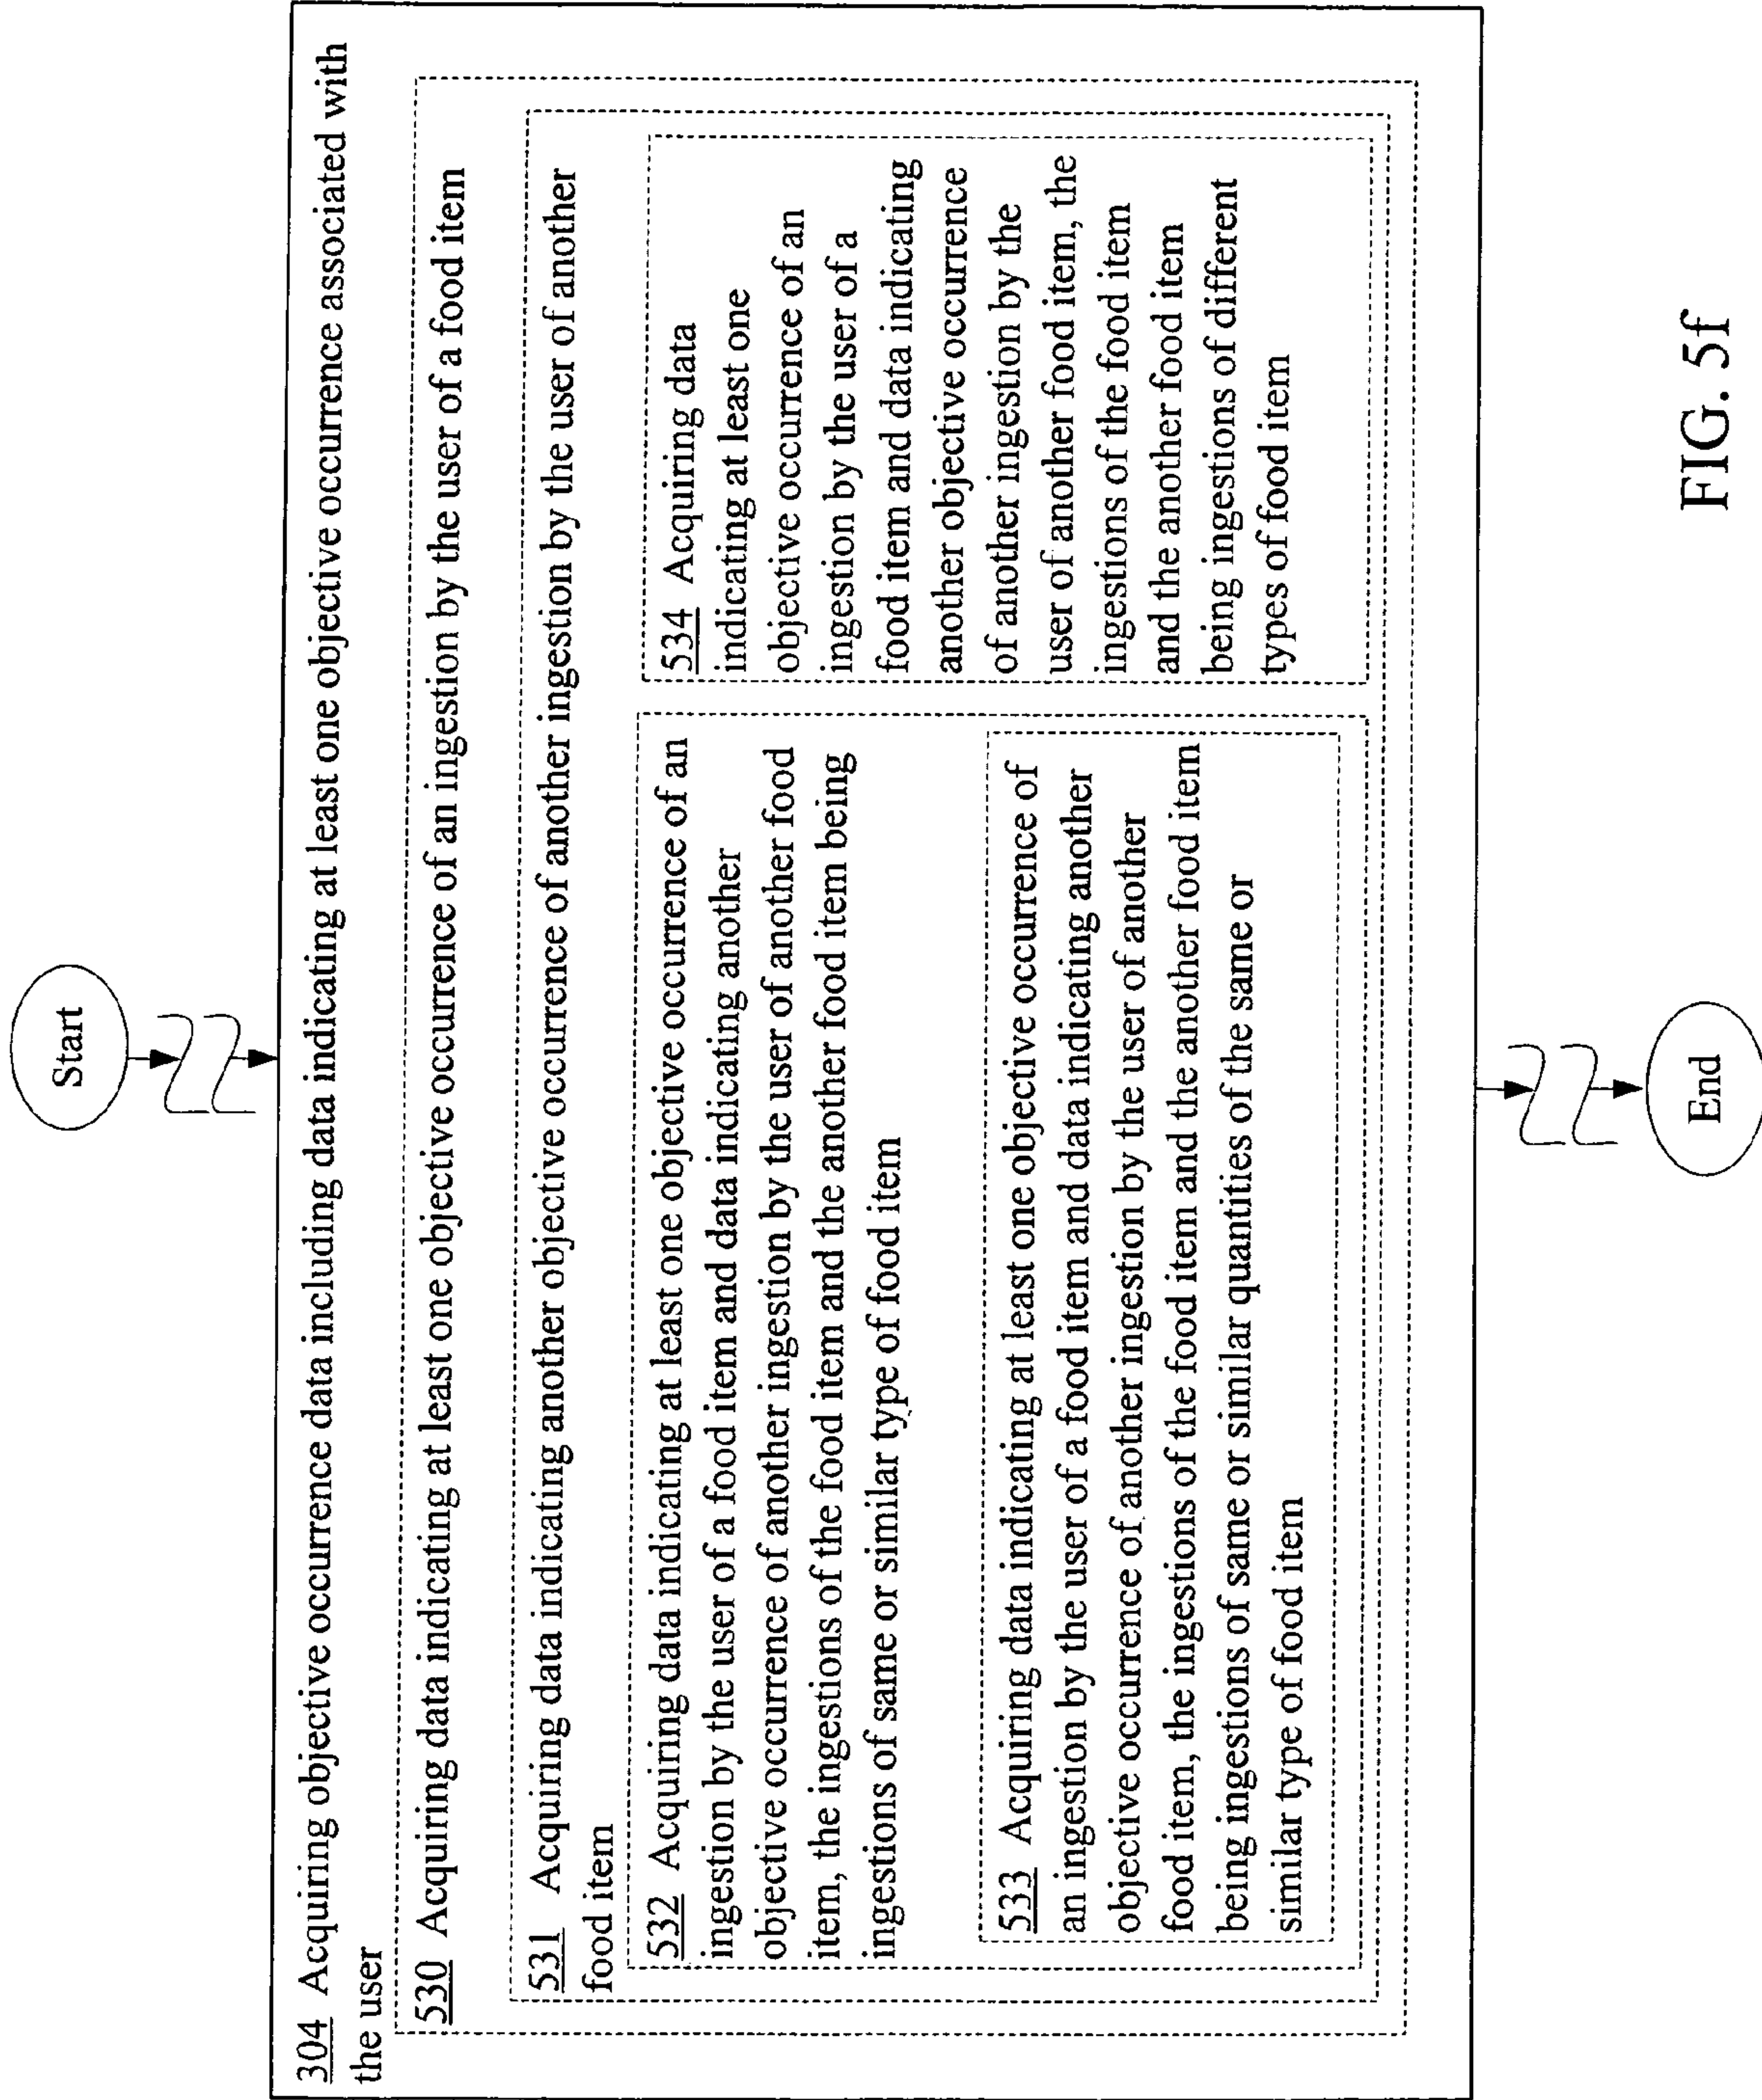 Start
304 Acquiring objective occurrence data including data indicating at least one objective occurrence associated with
the user
530 Acquiring data indicating at least one objective occurrence of an ingestion by the user of a food item
531 Acquiring data indicating another objective occurrence of another ingestion by the user of another
food item
532 Acquiring data indicating at least one objective occurrence of an
ingestion by the user of a food item and data indicating another
objective occurrence of another ingestion by the user of another food
item, the ingestions of the food item and the another food item being
ingestions of same or similar type of food item
533 Acquiring data indicating at least one objective occurrence of
an ingestion by the user of a food item and data indicating another
objective occurrence of another ingestion by the user of another
food item, the ingestions of the food item and the another food item
being ingestions of same or similar quantities of the same or
similar type of food item
534 Acquiring data
indicating at least one
objective occurrence of an
ingestion by the user of a
food item and data indicating
another objective occurrence
of another ingestion by the
user of another food item, the
ingestions of the food item
and the another food item
being ingestions of different
types of food item
End
FIG. 5f